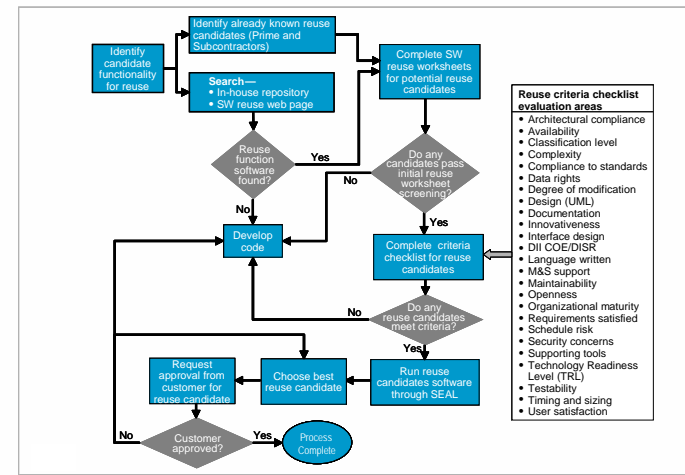 Identify
candidate
functionality
for reuse
Identify already known reuse
candidates (Prime and
Subcontractors)
Search—
• In-house repository
• SW reuse web page
Complete SW
reuse worksheets
for potential reuse
candidates
Reuse
function
software
found?
Yes
No
Do any
candidates pass
initial reuse
worksheet
screening?
No
Yes
Develop
code
Complete criteria
checklist for reuse
candidates
Do any
reuse candidates
meet criteria?
No
Yes
Run reuse
candidates software
through SEAL
Choose best
reuse candidate
Request
approval from
customer for
reuse candidate
Customer
approved?
No
Yes
Process
Complete
Reuse criteria checklist
evaluation areas
• Architectural compliance
• Availability
• Classification level
• Complexity
• Compliance to standards
• Data rights
• Degree of modification
• Design (UML)
• Documentation
• Innovativeness
• Interface design
• DII COE/DISR
• Language written
• M&S support
• Maintainability
• Openness
• Organizational maturity
• Requirements satisfied
• Schedule risk
• Security concerns
• Supporting tools
• Technology Readiness
Level (TRL)
• Testability
• Timing and sizing
• User satisfaction